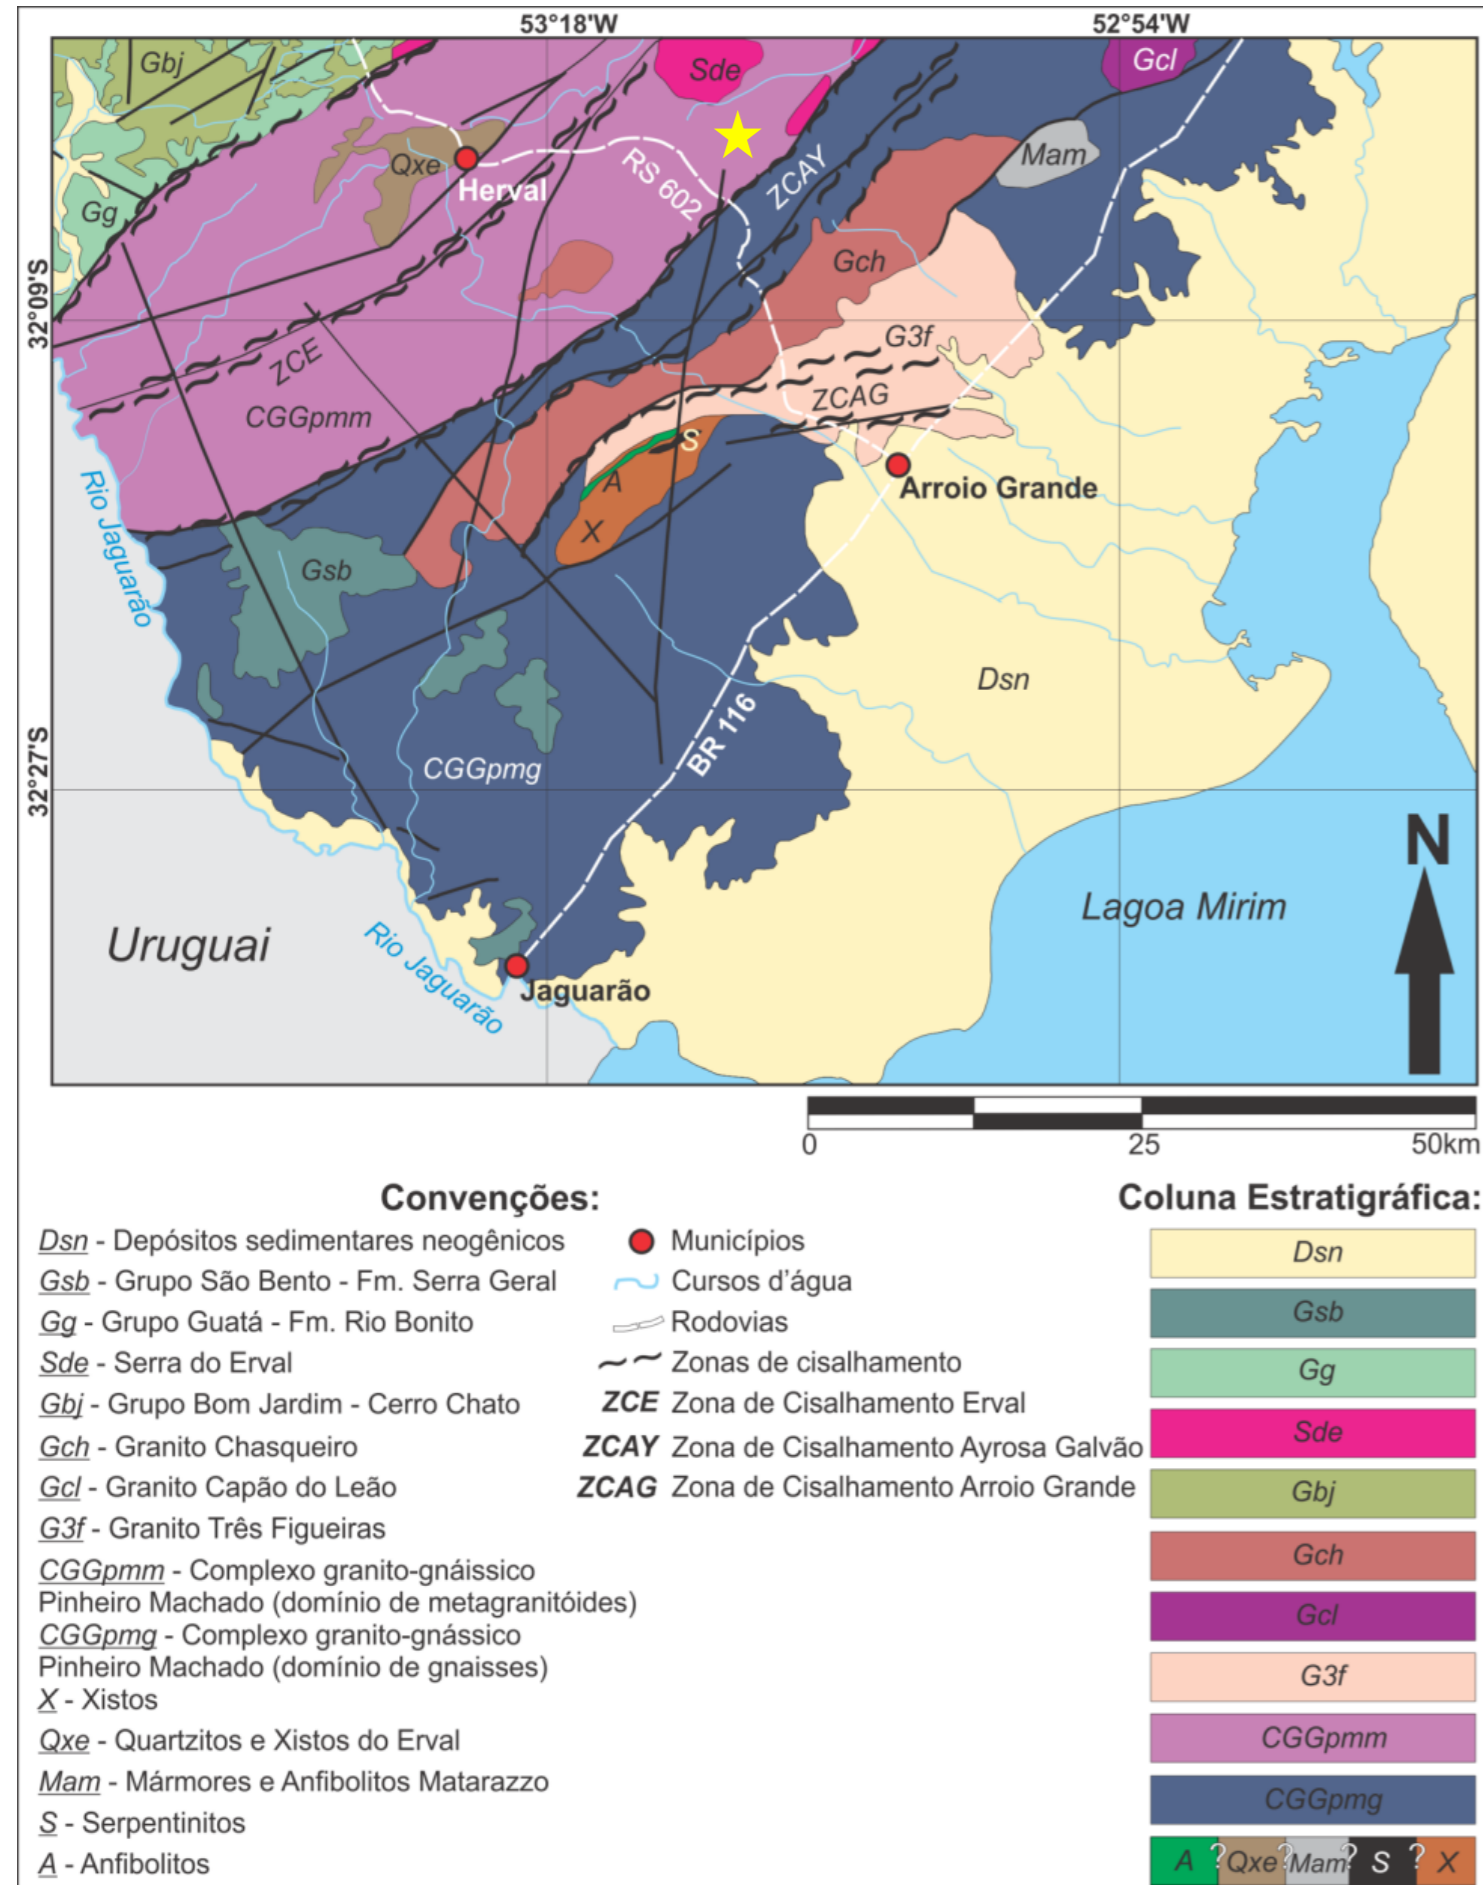 53°18'W
52°54'W
Gbj
Sde
Gcl
Qxe
Herval
RS 602
ZCAY
Mam
Gg
Gch
32°09'S
ZCE
G3f
ZCAG
CGGpmm
S
A
Arroio Grande
X
Rio Jaguarão
Gsb
Dsn
BR 116
CGGpmg
32°27'S
N
Lagoa Mirim
Uruguai
Rio Jaguarão
Jaguarão
0 25 50km
Convenções:
Dsn - Depósitos sedimentares neogênicos
Gsb - Grupo São Bento - Fm. Serra Geral
Gg - Grupo Guatá - Fm. Rio Bonito
Sde - Serra do Erval
Gbj - Grupo Bom Jardim - Cerro Chato
Gch - Granito Chasqueiro
Gcl - Granito Capão do Leão
G3f - Granito Três Figueiras
CGGpmm - Complexo granito-gnáissico
Pinheiro Machado (domínio de metagranitóides)
CGGpmg - Complexo granito-gnássico
Pinheiro Machado (domínio de gnaisses)
X - Xistos
Qxe - Quartzitos e Xistos do Erval
Mam - Mármores e Anfibolitos Matarazzo
S - Serpentinitos
A - Anfibolitos
Municípios
Cursos d'água
Rodovias
Zonas de cisalhamento
ZCE Zona de Cisalhamento Erval
ZCAY Zona de Cisalhamento Ayrosa Galvão
ZCAG Zona de Cisalhamento Arroio Grande
Coluna Estratigráfica:
Dsn
Gsb
Gg
Sde
Gbj
Gch
Gcl
G3f
CGGpmm
CGGpmg
A ? Qxe ? Mam ? S ? X